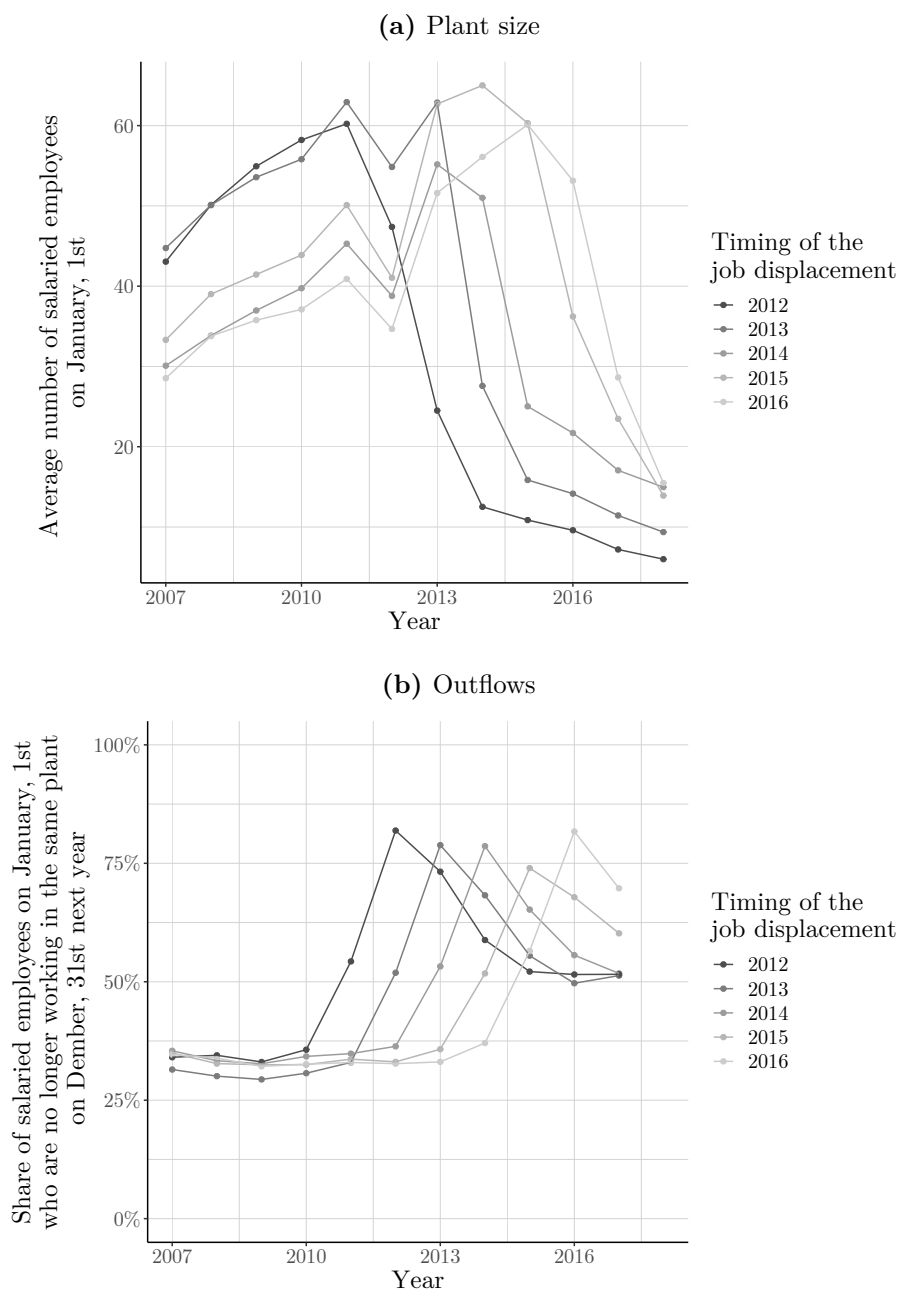 (a) Plant size
Average number of salaried employees
on January, 1st
60
40
20
2007
2010
2013
2016
Year
Timing of the
job displacement
2012
2013
2014
2015
2016
(b) Outflows
Share of salaried employees on January, 1st
who are no longer working in the same plant
on Dember, 31st next year
100%
75%
50%
25%
0%
2007
2010
2013
2016
Year
Timing of the
job displacement
2012
2013
2014
2015
2016